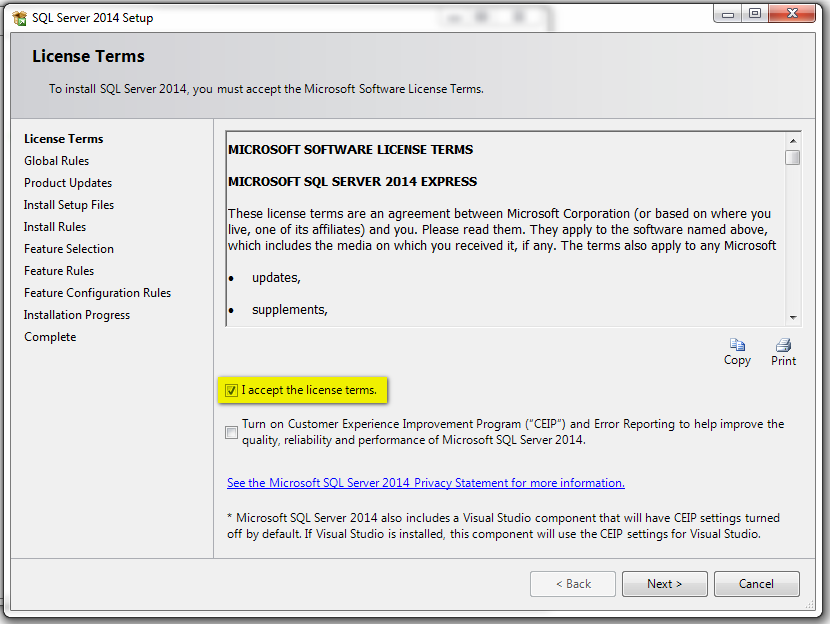 SQL Server 2014 Setup
License Terms
To install SQL Server 2014, you must accept the Microsoft Software License Terms.
License Terms
Global Rules
Product Updates
Install Setup Files
Install Rules
Feature Selection
Feature Rules
Feature Configuration Rules
Installation Progress
Complete
MICROSOFT SOFTWARE LICENSE TERMS
MICROSOFT SQL SERVER 2014 EXPRESS
These license terms are an agreement between Microsoft Corporation (or based on where you
live, one of its affiliates) and you. Please read them. They apply to the software named above,
which includes the media on which you received it, if any. The terms also apply to any Microsoft
• updates,
• supplements,
Copy
Print
I accept the license terms.
Turn on Customer Experience Improvement Program ("CEIP") and Error Reporting to help improve the
quality, reliability and performance of Microsoft SQL Server 2014.
See the Microsoft SQL Server 2014 Privacy Statement for more information.
* Microsoft SQL Server 2014 also includes a Visual Studio component that will have CEIP settings turned
off by default. If Visual Studio is installed, this component will use the CEIP settings for Visual Studio.
< Back
Next >
Cancel